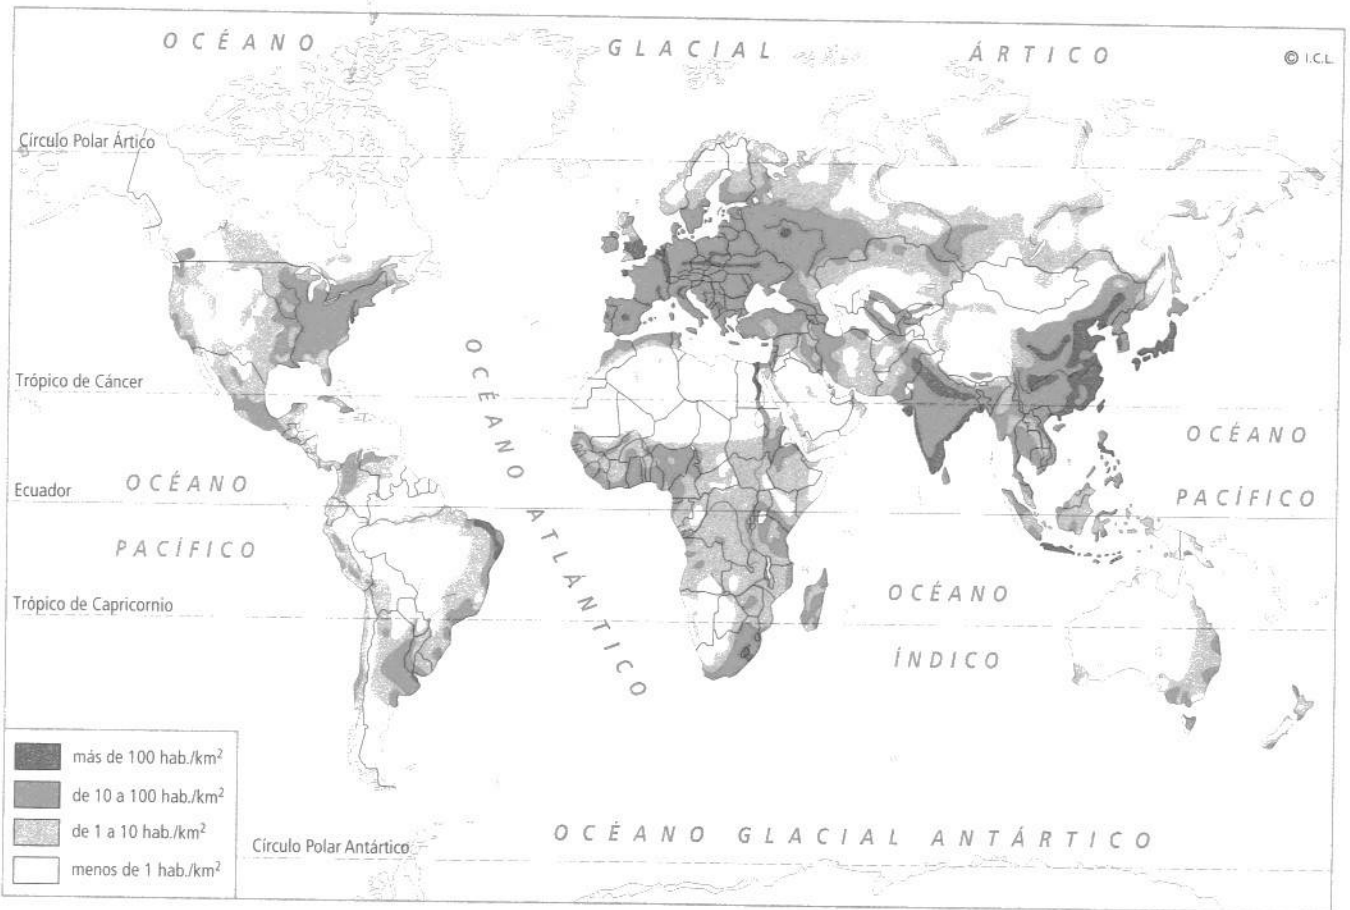 OCÉANO GLACIAL ÁRTICO
© I.C.L.
Círculo Polar Ártico
Trópico de Cáncer
OCÉANO ATLÁNTICO
OCÉANO
PACÍFICO
Ecuador
OCÉANO
PACÍFICO
Trópico de Capricornio
OCÉANO
ÍNDICO
más de 100 hab./km²
de 10 a 100 hab./km²
de 1 a 10 hab./km²
menos de 1 hab./km²
Círculo Polar Antártico
OCÉANO GLACIAL ANTÁRTICO